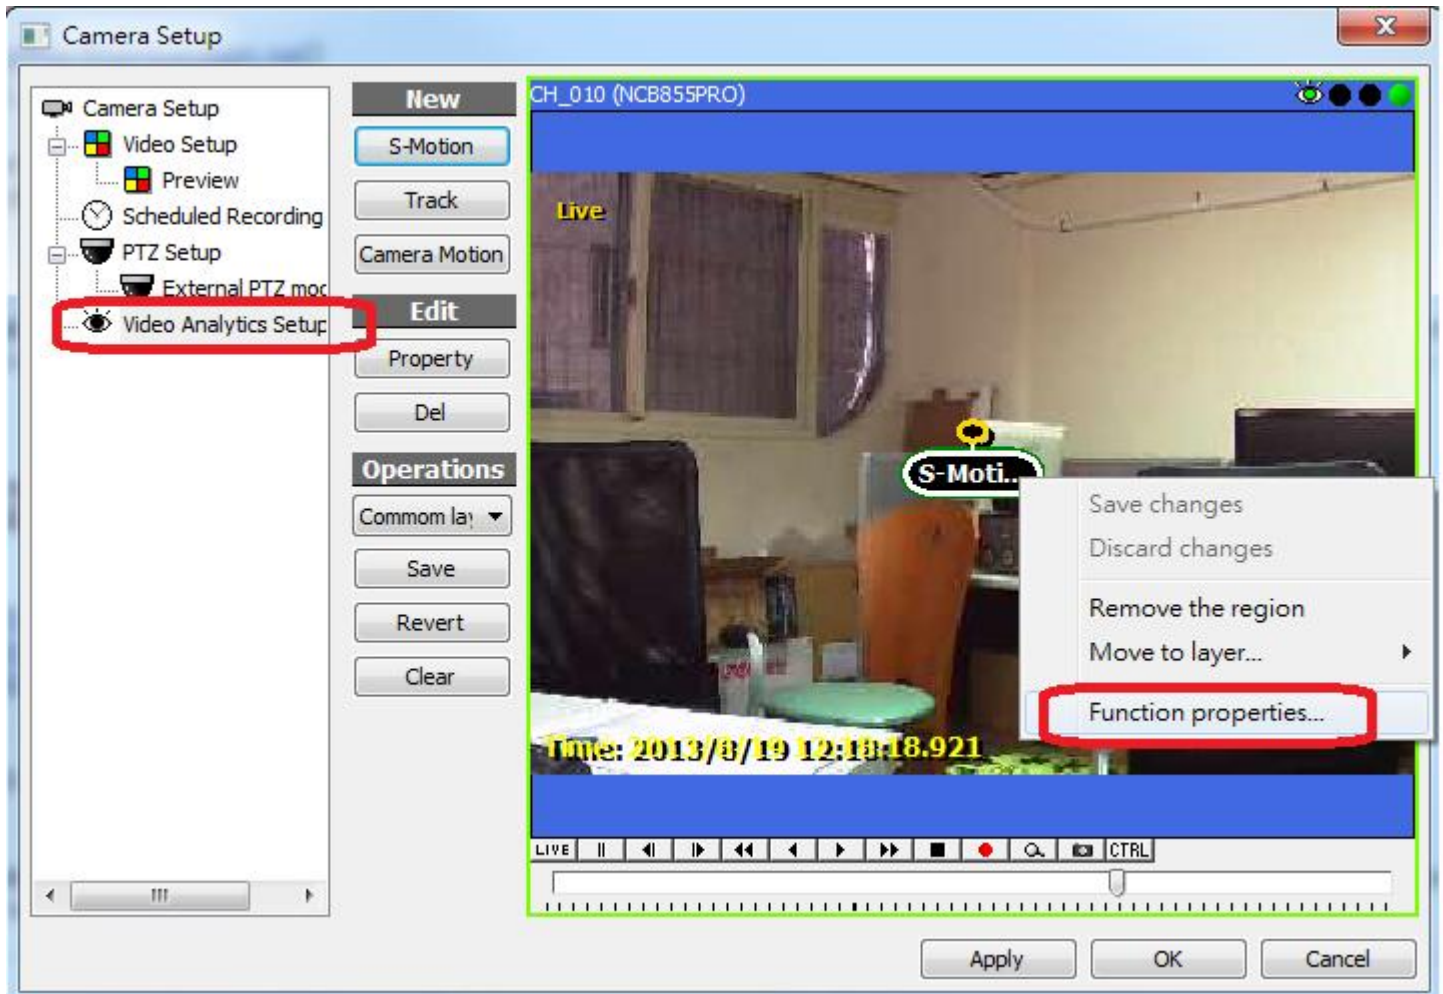 Camera Setup
Camera Setup
Video Setup
Preview
Scheduled Recording
PTZ Setup
External PTZ mod
Video Analytics Setup
New
S-Motion
Track
Camera Motion
Edit
Property
Del
Operations
Commom lay
Save
Revert
Clear
CH_010 (NCB855PRO)
Live
S-Moti...
Save changes
Discard changes
Remove the region
Move to layer...
Function properties...
Time: 2013/8/19 12:18:18.921
LIVE
CTRL
Apply
OK
Cancel